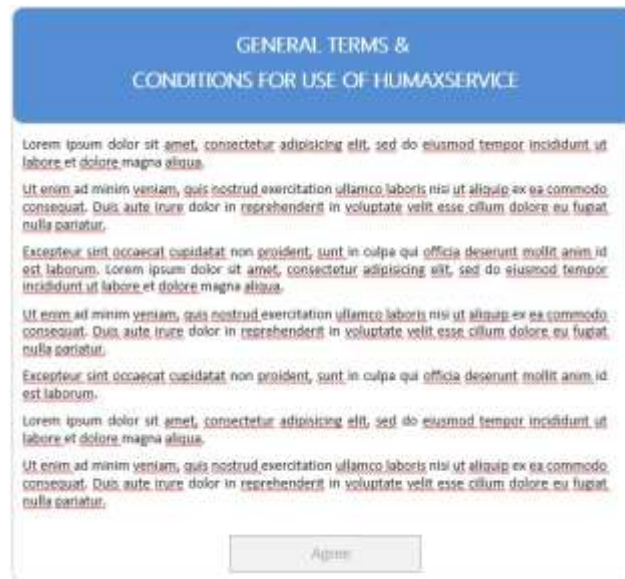 GENERAL TERMS &
CONDITIONS FOR USE OF HUMAXSERVICE
Lorem ipsum dolor sit amet, consectetur adipisicing elit, sed do eiusmod tempor incididunt ut
labore et dolore magna aliqua.
Ut enim ad minim veniam, quis nostrud exercitation ullamco laboris nisi ut aliquip ex ea commodo
consequat. Duis aute irure dolor in reprehenderit in voluptate velit esse cillum dolore eu fugiat
nulla pariatur.
Excepteur sint occaecat cupidatat non proident, sunt in culpa qui officia deserunt mollit anim id
est laborum. Lorem ipsum dolor sit amet, consectetur adipisicing elit, sed do eiusmod tempor
incididunt ut labore et dolore magna aliqua.
Ut enim ad minim veniam, quis nostrud exercitation ullamco laboris nisi ut aliquip ex ea commodo
consequat. Duis aute irure dolor in reprehenderit in voluptate velit esse cillum dolore eu fugiat
nulla pariatur.
Excepteur sint occaecat cupidatat non proident, sunt in culpa qui officia deserunt mollit anim id
est laborum.
Lorem ipsum dolor sit amet, consectetur adipisicing elit, sed do eiusmod tempor incididunt ut
labore et dolore magna aliqua.
Ut enim ad minim veniam, quis nostrud exercitation ullamco laboris nisi ut aliquip ex ea commodo
consequat. Duis aute irure dolor in reprehenderit in voluptate velit esse cillum dolore eu fugiat
nulla pariatur.
Agree